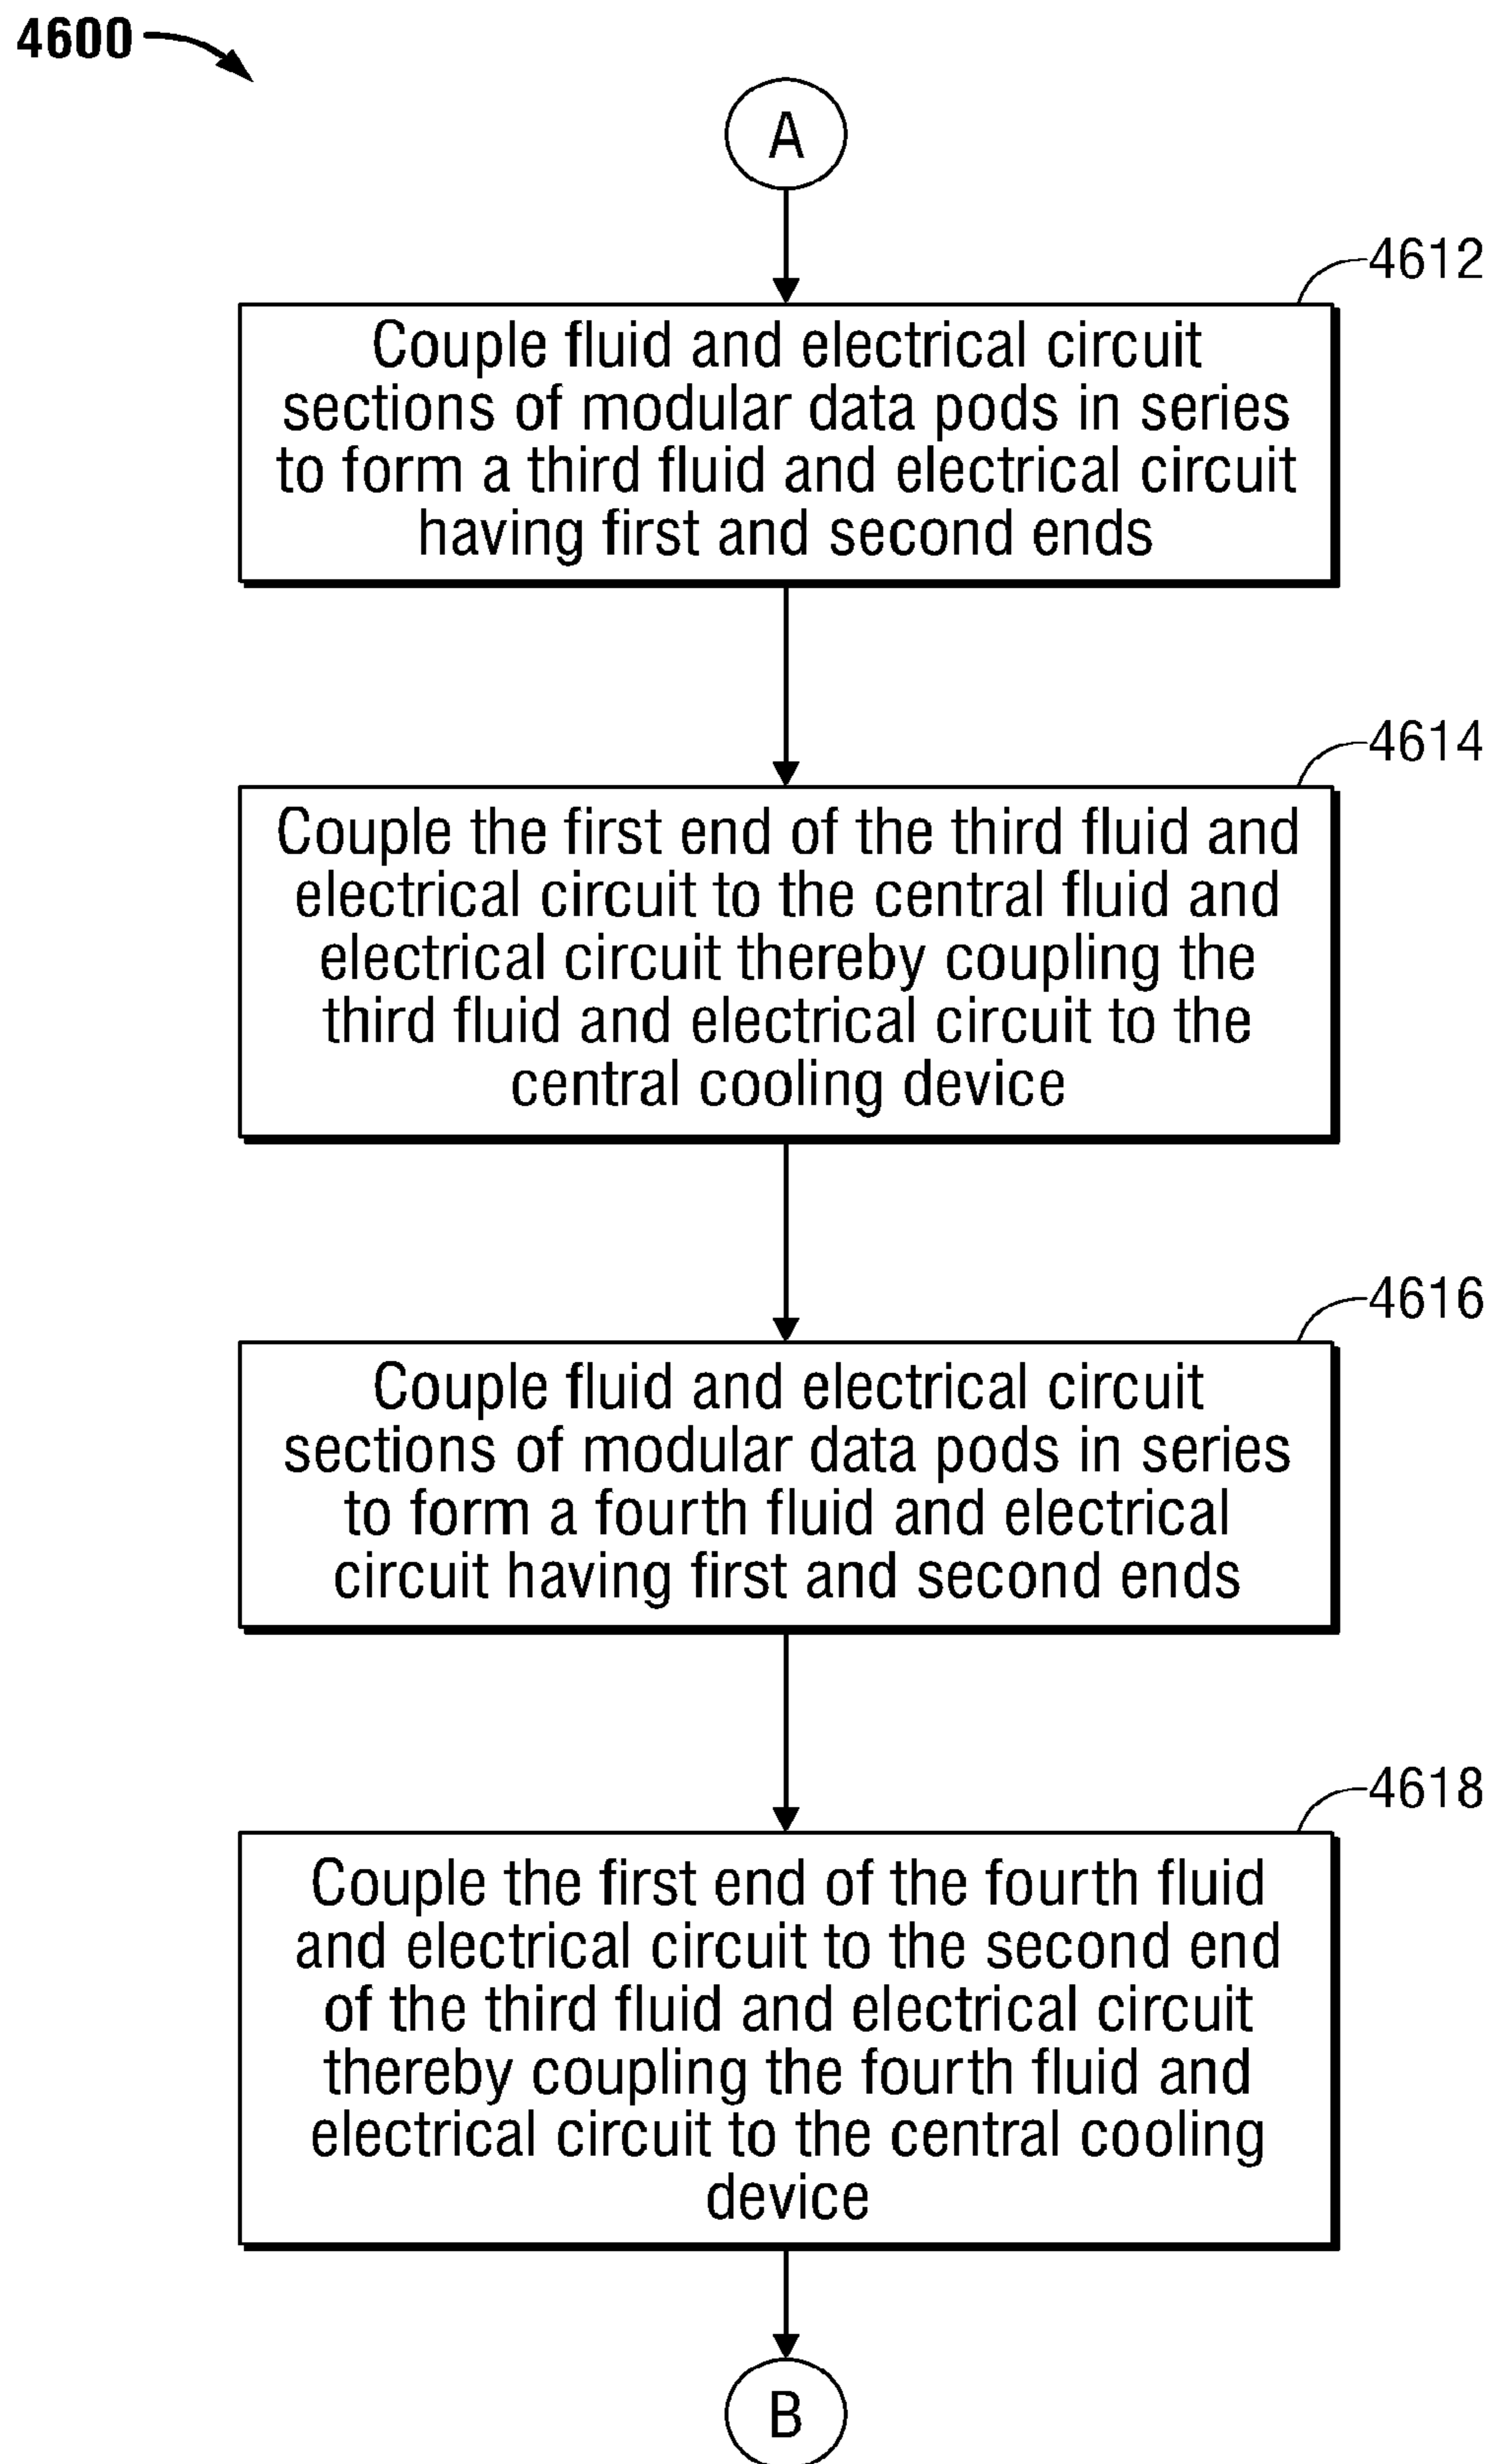 4600
A
4612
Couple fluid and electrical circuit
sections of modular data pods in series
to form a third fluid and electrical circuit
having first and second ends
4614
Couple the first end of the third fluid and
electrical circuit to the central fluid and
electrical circuit thereby coupling the
third fluid and electrical circuit to the
central cooling device
4616
Couple fluid and electrical circuit
sections of modular data pods in series
to form a fourth fluid and electrical
circuit having first and second ends
4618
Couple the first end of the fourth fluid
and electrical circuit to the second end
of the third fluid and electrical circuit
thereby coupling the fourth fluid and
electrical circuit to the central cooling
device
B